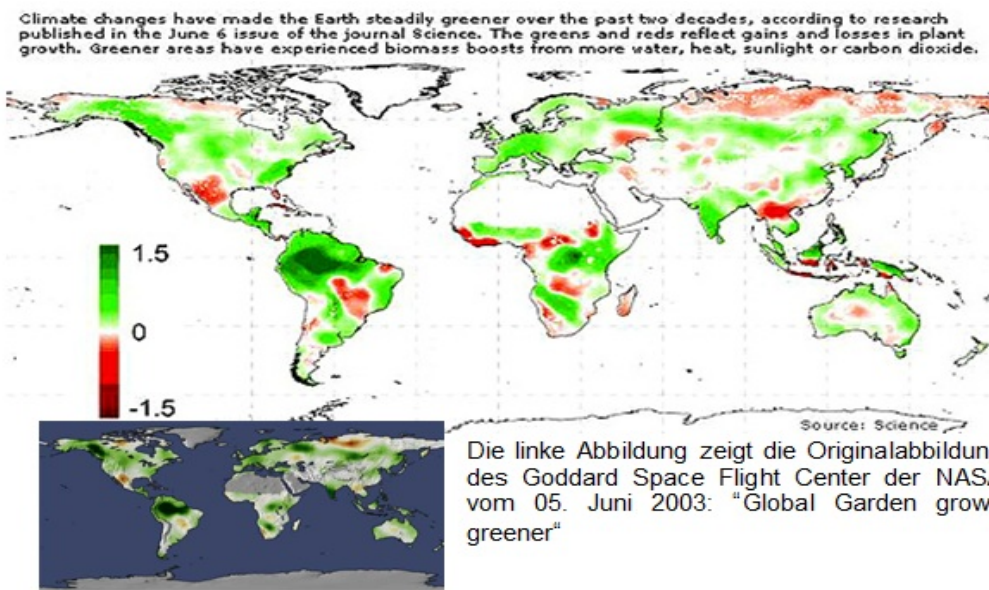 Climate changes have made the Earth steadily greener over the past two decades, according to research
published in the June 6 issue of the journal Science. The greens and reds reflect gains and losses in plant
growth. Greener areas have experienced biomass boosts from more water, heat, sunlight or carbon dioxide.
1.5
0
-1.5
Source: Science
Die linke Abbildung zeigt die Originalabbildun
des Goddard Space Flight Center der NAS
vom 05. Juni 2003: “Global Garden grow
greener“